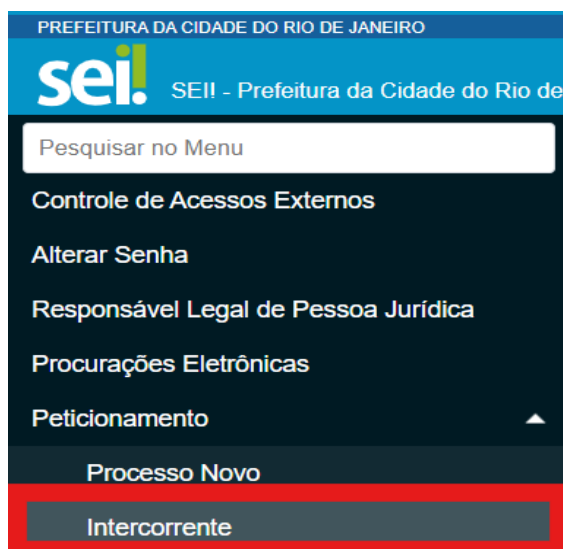 PREFEITURA DA CIDADE DO RIO DE JANEIRO
sei!
SEI! - Prefeitura da Cidade do Rio de
Pesquisar no Menu
Controle de Acessos Externos
Alterar Senha
Responsável Legal de Pessoa Jurídica
Procurações Eletrônicas
Peticionamento
Processo Novo
Intercorrente